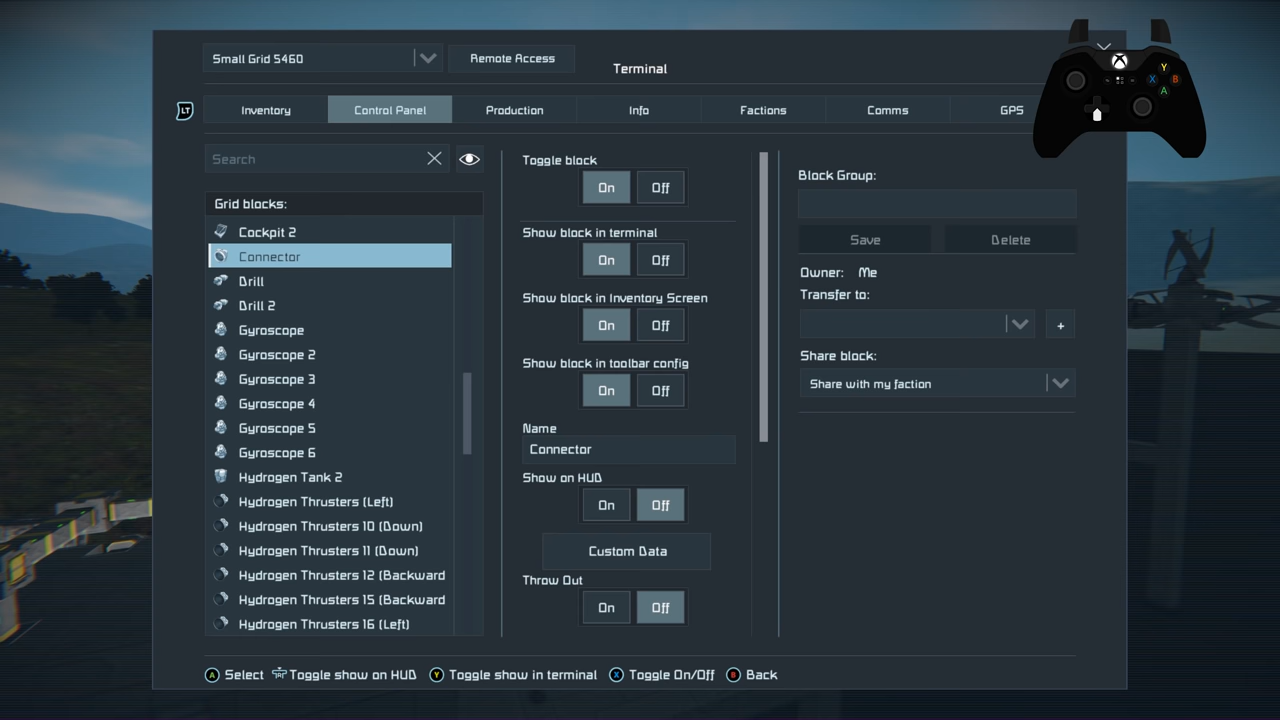 Small Grid 5460
Remote Access
Terminal
LT
Inventory
Control Panel
Production
Info
Factions
Comms
GPS
Search
Grid blocks:
Cockpit 2
Connector
Drill
Drill 2
Gyroscope
Gyroscope 2
Gyroscope 3
Gyroscope 4
Gyroscope 5
Gyroscope 6
Hydrogen Tank 2
Hydrogen Thrusters (Left)
Hydrogen Thrusters 10 (Down)
Hydrogen Thrusters 11 (Down)
Hydrogen Thrusters 12 (Backward
Hydrogen Thrusters 15 (Backward
Hydrogen Thrusters 16 (Left)
Toggle block
On Off
Show block in terminal
On Off
Show block in Inventory Screen
On Off
Show block in toolbar config
On Off
Name
Connector
Show on HUD
On Off
Custom Data
Throw Out
On Off
Block Group:
Save Delete
Owner: Me
Transfer to:
+
Share block:
Share with my faction
Y
X B
A
A Select Toggle show on HUD Y Toggle show in terminal X Toggle On/Off B Back